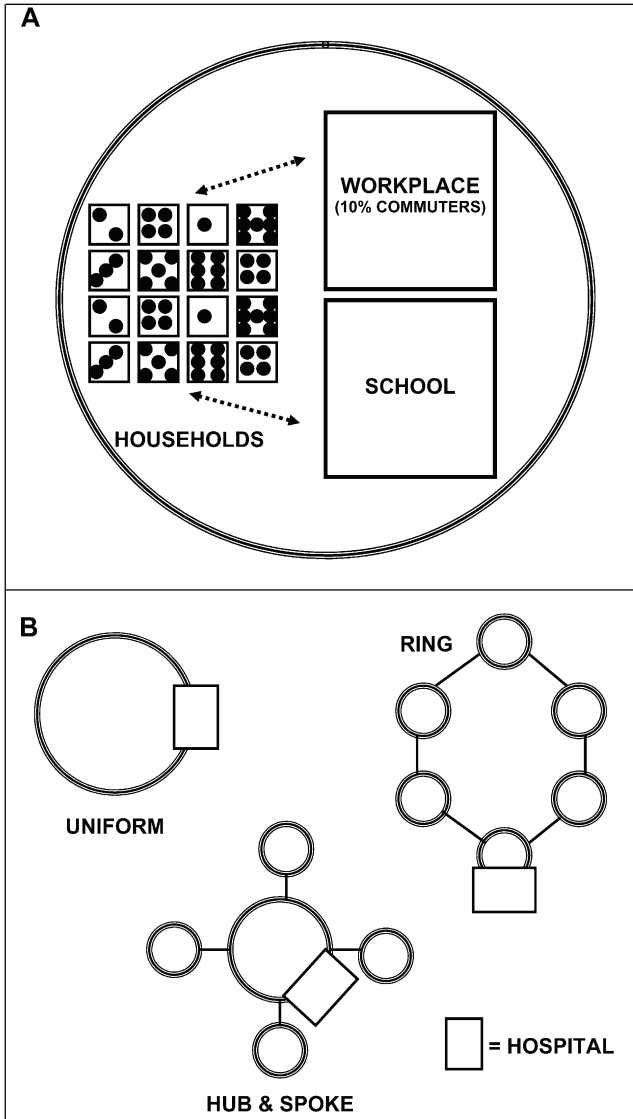 A
WORKPLACE
(10% COMMUTERS)
SCHOOL
HOUSEHOLDS
B
RING
UNIFORM
= HOSPITAL
HUB & SPOKE